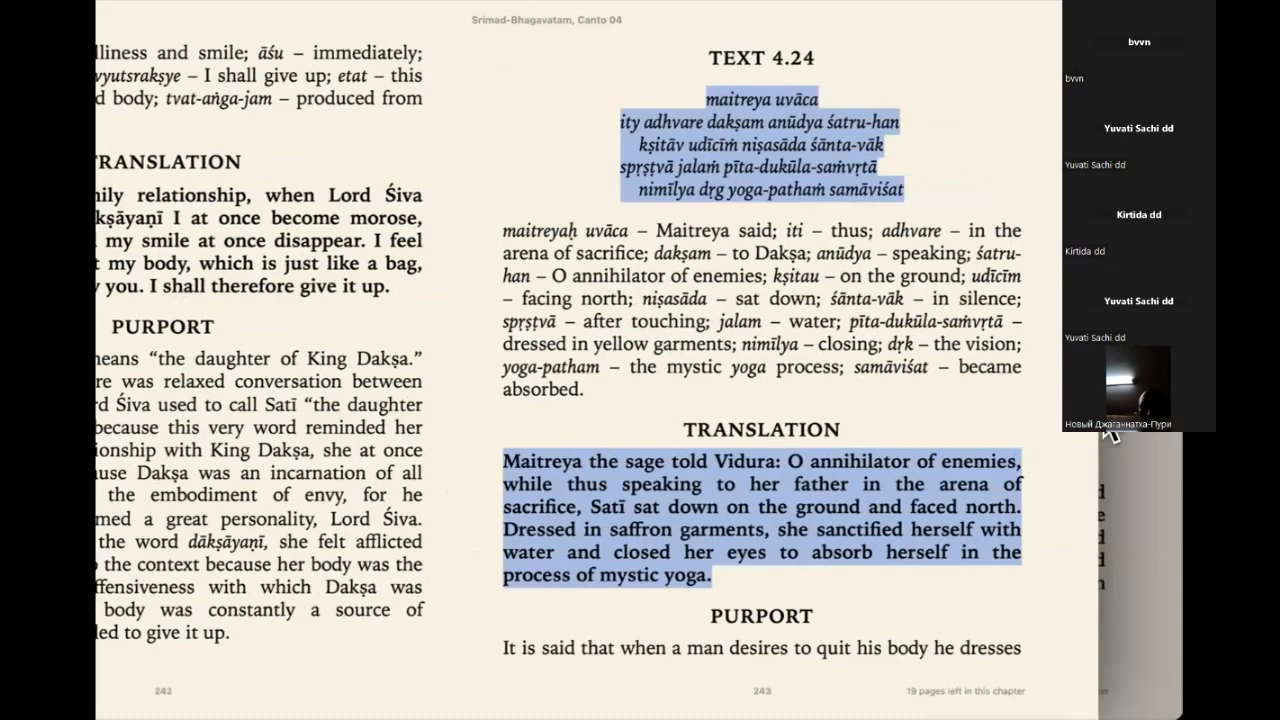 Srimad-Bhagavatam, Canto 04
lliness and smile; āśu – immediately;
vyutsrakṣye – I shall give up; etat – this
d body; tvat-aṅga-jam – produced from
TRANSLATION
nily relationship, when Lord Śiva
kṣāyaṇī I at once become morose,
my smile at once disappear. I feel
t my body, which is just like a bag,
y you. I shall therefore give it up.
PURPORT
neans “the daughter of King Dakṣa.”
re was relaxed conversation between
rd Śiva used to call Satī “the daughter
because this very word reminded her
ionship with King Dakṣa, she at once
use Dakṣa was an incarnation of all
the embodiment of envy, for he
med a great personality, Lord Śiva.
the word dākṣāyaṇī, she felt afflicted
o the context because her body was the
ffensiveness with which Dakṣa was
body was constantly a source of
led to give it up.
242
TEXT 4.24
maitreya uvāca
ity adhvare dakṣam anūdya śatru-han
kṣitāv udīcīṁ niṣasāda śānta-vāk
spṛṣṭvā jalaṁ pīta-dukūla-saṁvṛtā
nimīlya dṛg yoga-pathaṁ samāviśat
maitreyaḥ uvāca – Maitreya said; iti – thus; adhvare – in the
arena of sacrifice; dakṣam – to Dakṣa; anūdya – speaking; śatru-
han – O annihilator of enemies; kṣitau – on the ground; udīcīm
– facing north; niṣasāda – sat down; śānta-vāk – in silence;
spṛṣṭvā – after touching; jalam – water; pīta-dukūla-saṁvṛtā –
dressed in yellow garments; nimīlya – closing; dṛk – the vision;
yoga-patham – the mystic yoga process; samāviśat – became
absorbed.
TRANSLATION
Maitreya the sage told Vidura: O annihilator of enemies,
while thus speaking to her father in the arena of
sacrifice, Satī sat down on the ground and faced north.
Dressed in saffron garments, she sanctified herself with
water and closed her eyes to absorb herself in the
process of mystic yoga.
PURPORT
It is said that when a man desires to quit his body he dresses
243
19 pages left in this chapter
bvvn
bvvn
Yuvati Sachi dd
Yuvati Sachi dd
Kirtida dd
Kirtida dd
Yuvati Sachi dd
Yuvati Sachi dd
Новый Джаганнатха-Пури